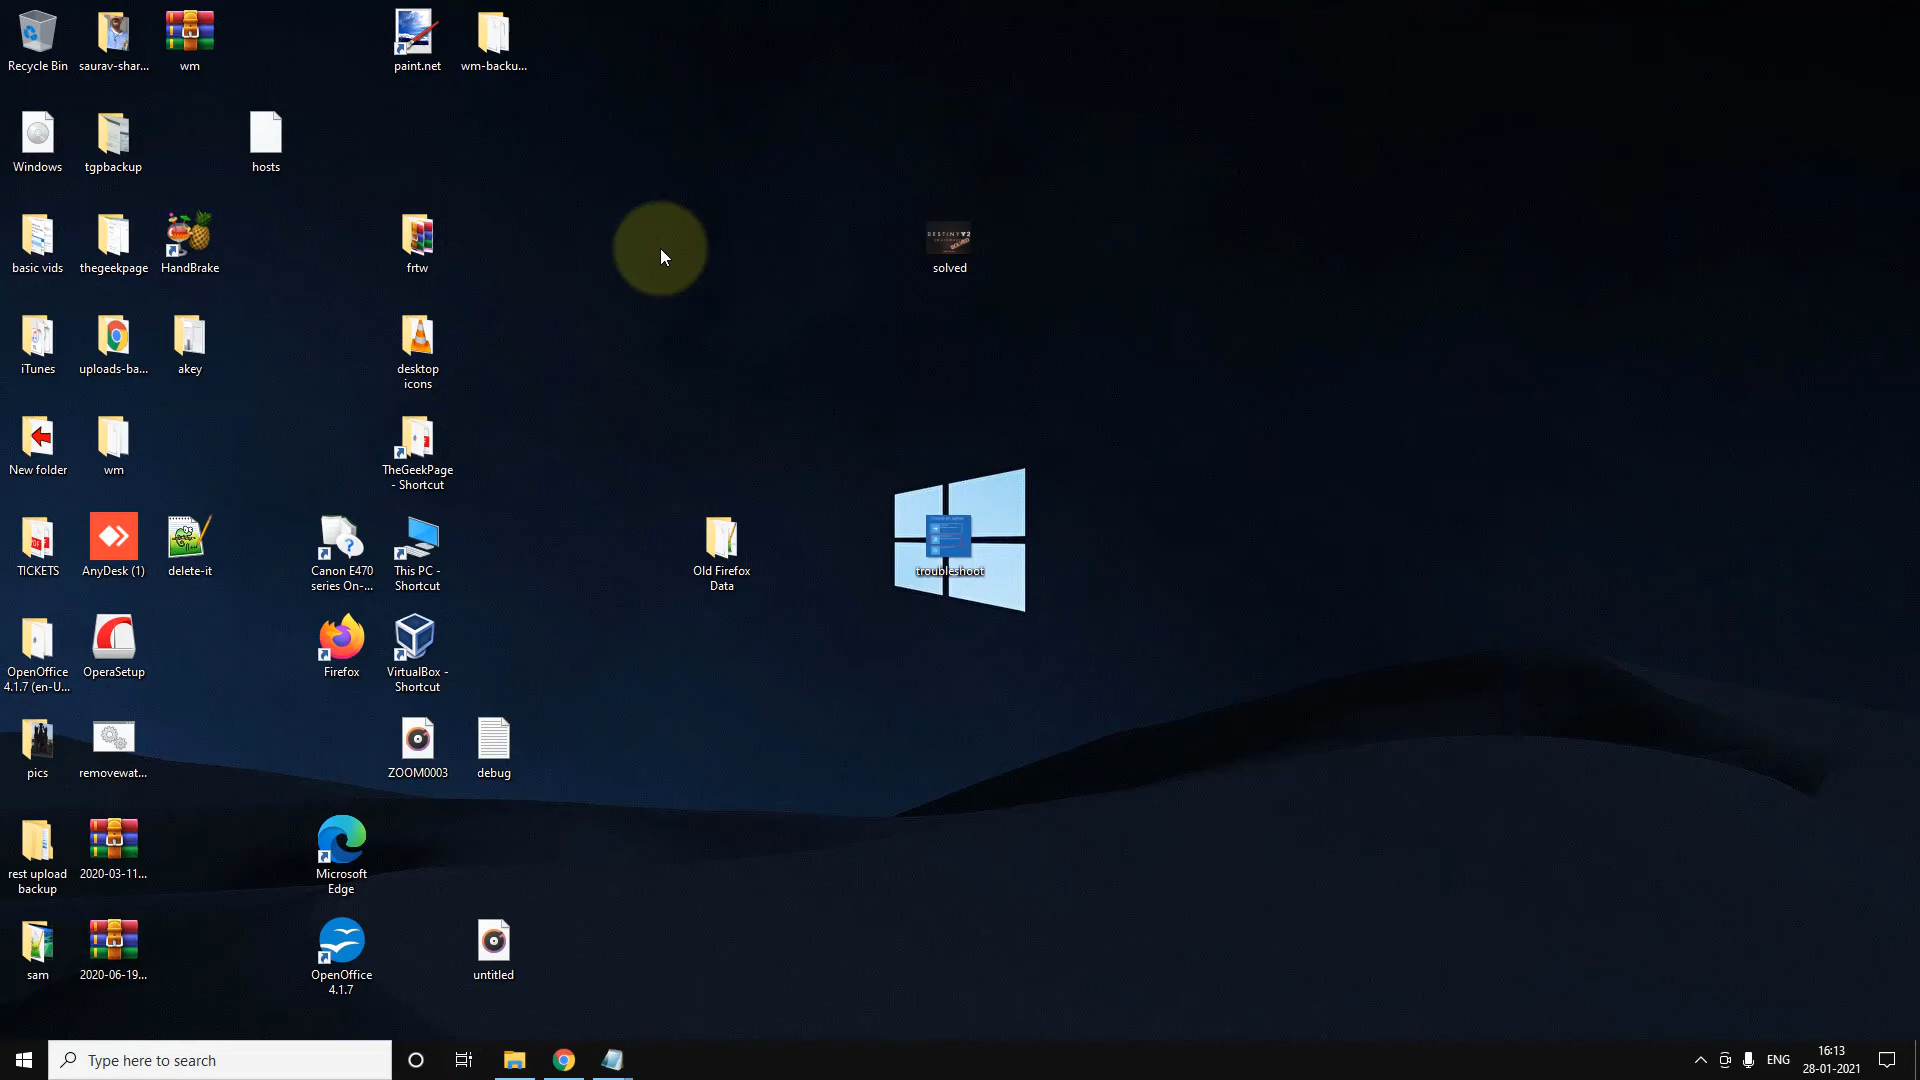 Recycle Bin
saurav-shar...
wm
paint.net
wm-backu...
Windows
tgpbackup
hosts
basic vids
thegeekpage
HandBrake
frtw
DESTINY 2
solved
iTunes
uploads-ba...
akey
desktop
icons
New folder
wm
TheGeekPage
- Shortcut
TICKETS
AnyDesk (1)
delete-it
Canon E470
series On-...
This PC -
Shortcut
Old Firefox
Data
troubleshoot
OpenOffice
4.1.7 (en-U...
OperaSetup
Firefox
VirtualBox -
Shortcut
pics
removewat...
ZOOM0003
debug
rest upload
backup
2020-03-11...
Microsoft
Edge
sam
2020-06-19...
OpenOffice
4.1.7
untitled
Type here to search
ENG
16:13
28-01-2021